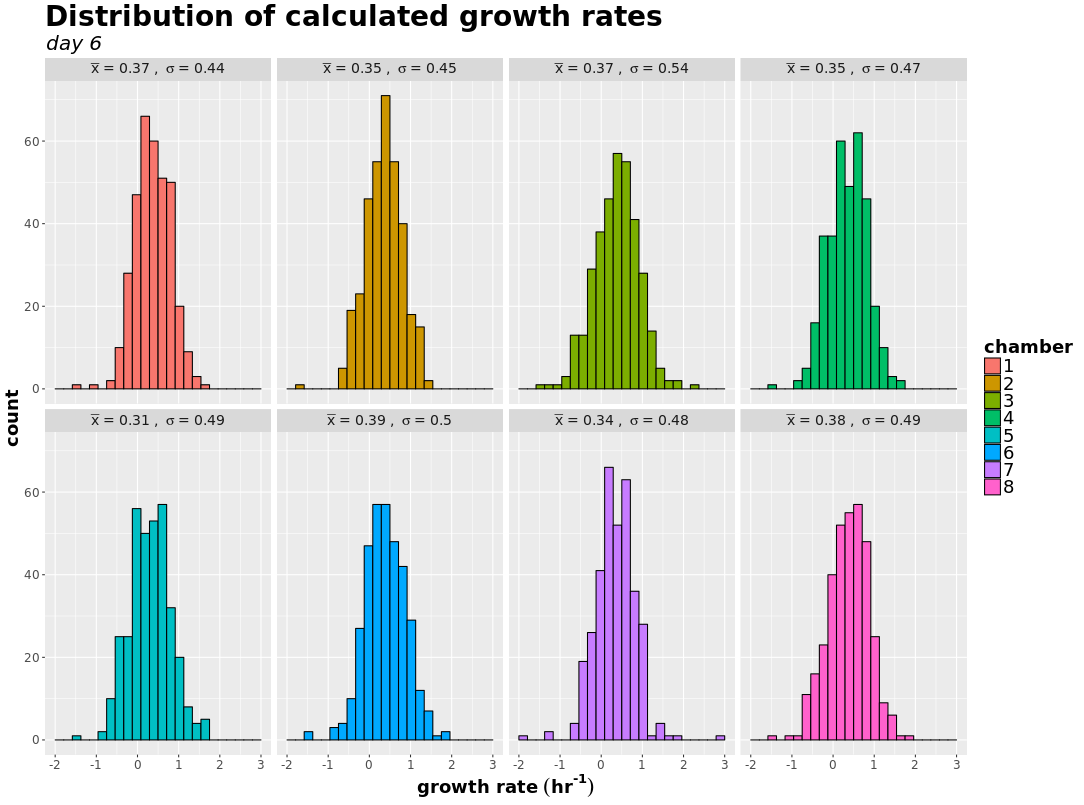 Distribution of calculated growth rates
day 6
x̅ = 0.37 , σ = 0.44
x̅ = 0.35 , σ = 0.45
x̅ = 0.37 , σ = 0.54
x̅ = 0.35 , σ = 0.47
60
40
20
0
x̅ = 0.31 , σ = 0.49
x̅ = 0.39 , σ = 0.5
x̅ = 0.34 , σ = 0.48
x̅ = 0.38 , σ = 0.49
60
40
20
0
-2 -1 0 1 2 3
-2 -1 0 1 2 3
-2 -1 0 1 2 3
-2 -1 0 1 2 3
count
growth rate (hr⁻¹)
chamber
1
2
3
4
5
6
7
8